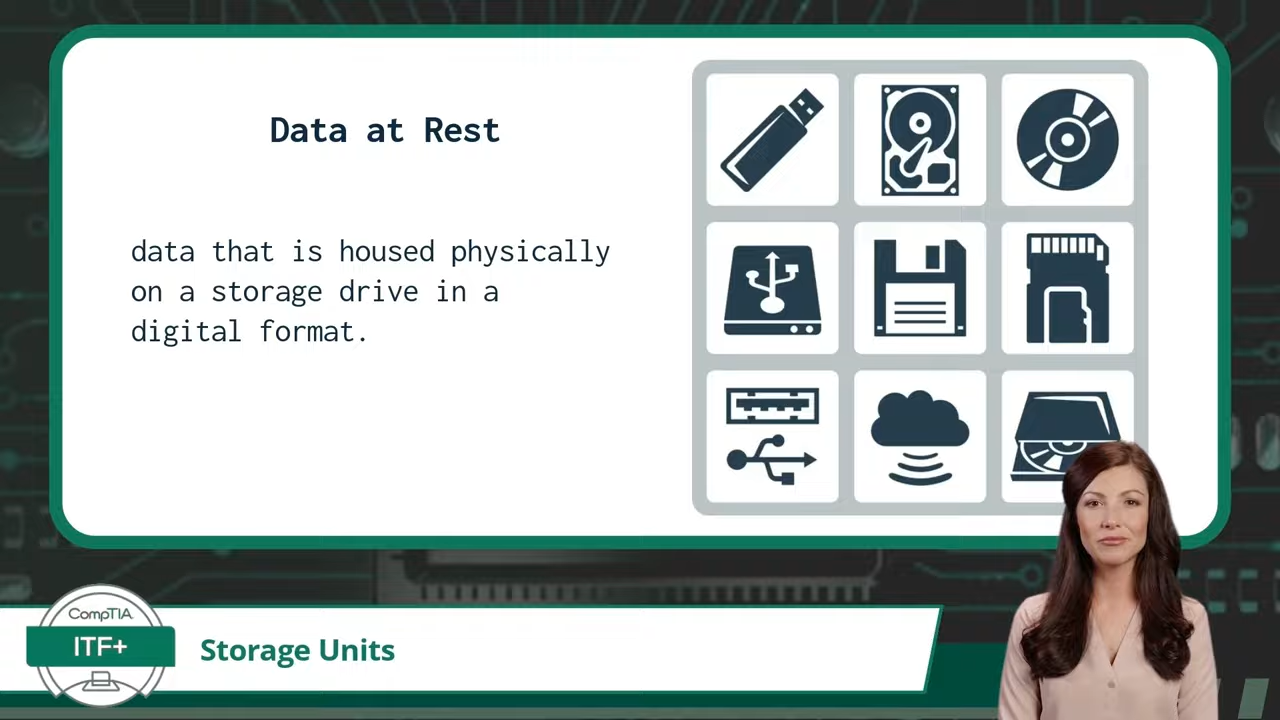 Data at Rest
data that is housed physically
on a storage drive in a
digital format.
CompTIA.
ITF+
Storage Units